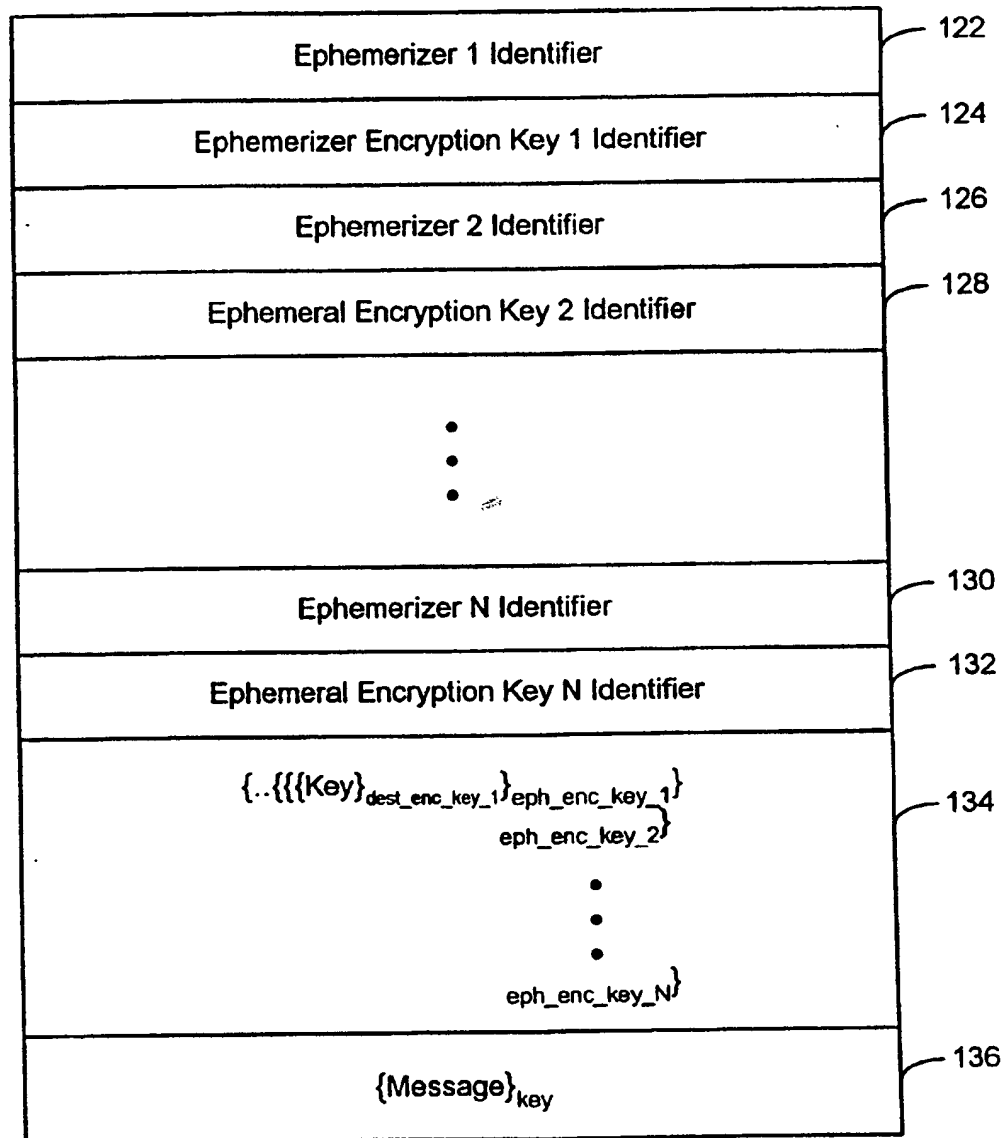 Ephemerizer 1 Identifier
122
Ephemerizer Encryption Key 1 Identifier
124
Ephemerizer 2 Identifier
126
Ephemeral Encryption Key 2 Identifier
128
Ephemerizer N Identifier
130
Ephemeral Encryption Key N Identifier
132
{..{{{Key}dest_enc_key_1}eph_enc_key_1}
eph_enc_key_2}
134
eph_enc_key_N}
{Message}key
136